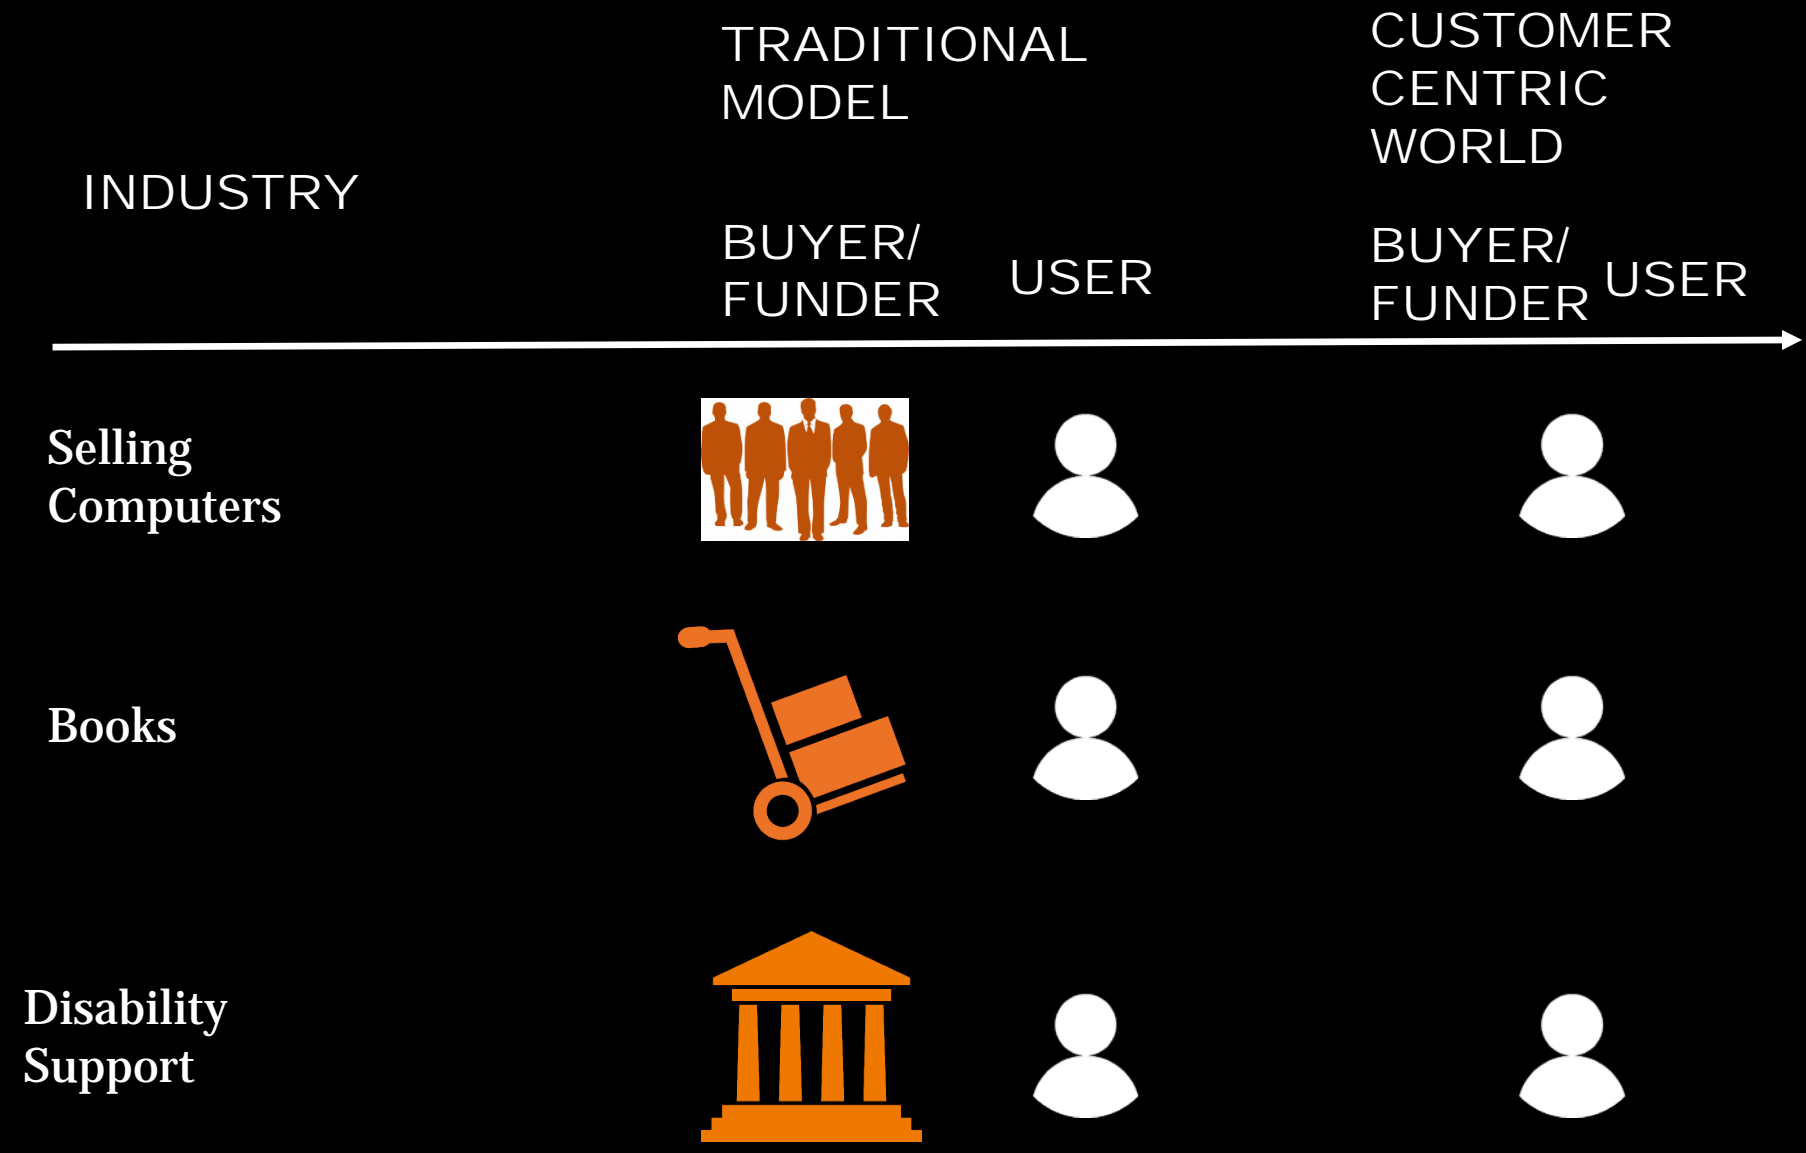 TRADITIONAL
MODEL
CUSTOMER
CENTRIC
WORLD
INDUSTRY
BUYER/
FUNDER
USER
BUYER/
FUNDER
USER
Selling
Computers
Books
Disability
Support